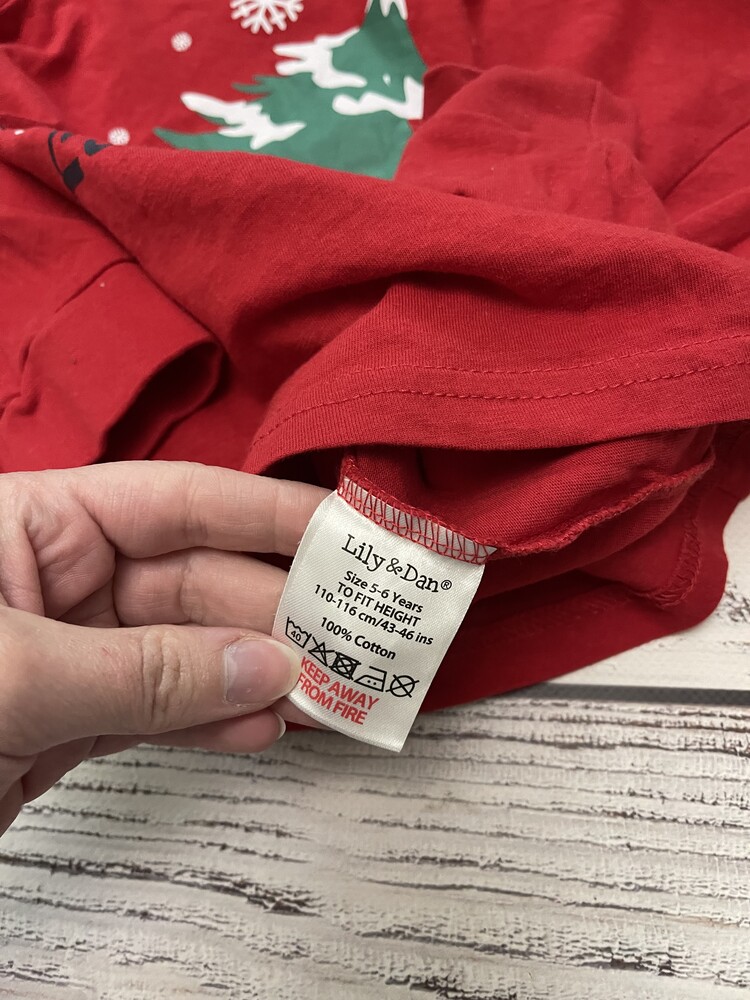 Lily&Dan®
Size 5-6 Years
TO FIT HEIGHT
110-116 cm/43-46 ins
100% Cotton
40
KEEP AWAY
FROM FIRE